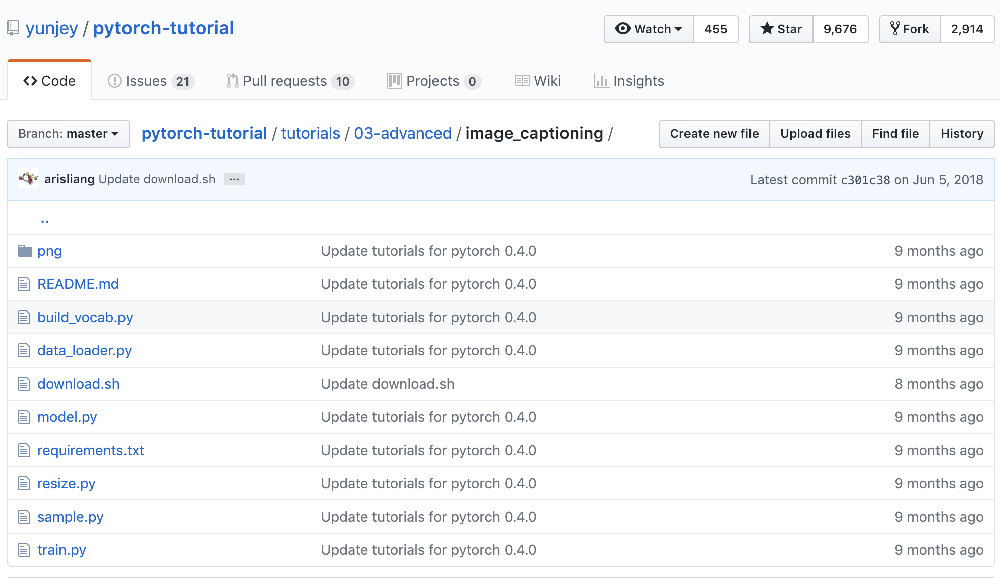 yunjey / pytorch-tutorial
Watch 455 Star 9,676 Fork 2,914
Code Issues 21 Pull requests 10 Projects 0 Wiki Insights
Branch: master pytorch-tutorial / tutorials / 03-advanced / image_captioning / Create new file Upload files Find file History
arisliang Update download.sh ... Latest commit c301c38 on Jun 5, 2018
..
png Update tutorials for pytorch 0.4.0 9 months ago
README.md Update tutorials for pytorch 0.4.0 9 months ago
build_vocab.py Update tutorials for pytorch 0.4.0 9 months ago
data_loader.py Update tutorials for pytorch 0.4.0 9 months ago
download.sh Update download.sh 8 months ago
model.py Update tutorials for pytorch 0.4.0 9 months ago
requirements.txt Update tutorials for pytorch 0.4.0 9 months ago
resize.py Update tutorials for pytorch 0.4.0 9 months ago
sample.py Update tutorials for pytorch 0.4.0 9 months ago
train.py Update tutorials for pytorch 0.4.0 9 months ago